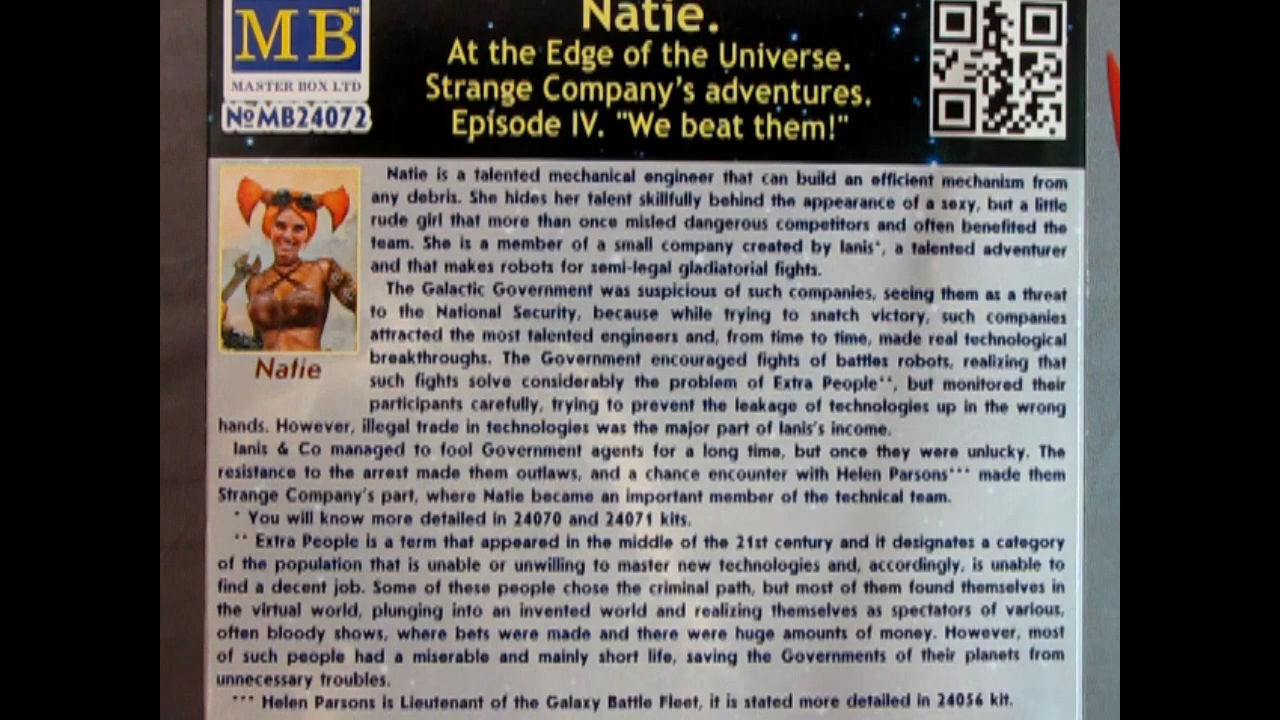 MB™
MASTER BOX LTD
№MB24072
Natie.
At the Edge of the Universe.
Strange Company's adventures.
Episode IV. "We beat them!"
Natie
Natie is a talented mechanical engineer that can build an efficient mechanism from
any debris. She hides her talent skillfully behind the appearance of a sexy, but a little
rude girl that more than once misled dangerous competitors and often benefited the
team. She is a member of a small company created by Ianis*, a talented adventurer
and that makes robots for semi-legal gladiatorial fights.
The Galactic Government was suspicious of such companies, seeing them as a threat
to the National Security, because while trying to snatch victory, such companies
attracted the most talented engineers and, from time to time, made real technological
breakthroughs. The Government encouraged fights of battles robots, realizing that
such fights solve considerably the problem of Extra People**, but monitored their
participants carefully, trying to prevent the leakage of technologies up in the wrong
hands. However, illegal trade in technologies was the major part of Ianis's income.
Ianis & Co managed to fool Government agents for a long time, but once they were unlucky. The
resistance to the arrest made them outlaws, and a chance encounter with Helen Parsons*** made them
Strange Company's part, where Natie became an important member of the technical team.
* You will know more detailed in 24070 and 24071 kits.
** Extra People is a term that appeared in the middle of the 21st century and it designates a category
of the population that is unable or unwilling to master new technologies and, accordingly, is unable to
find a decent job. Some of these people chose the criminal path, but most of them found themselves in
the virtual world, plunging into an invented world and realizing themselves as spectators of various,
often bloody shows, where bets were made and there were huge amounts of money. However, most
of such people had a miserable and mainly short life, saving the Governments of their planets from
unnecessary troubles.
*** Helen Parsons is Lieutenant of the Galaxy Battle Fleet, it is stated more detailed in 24056 kit.